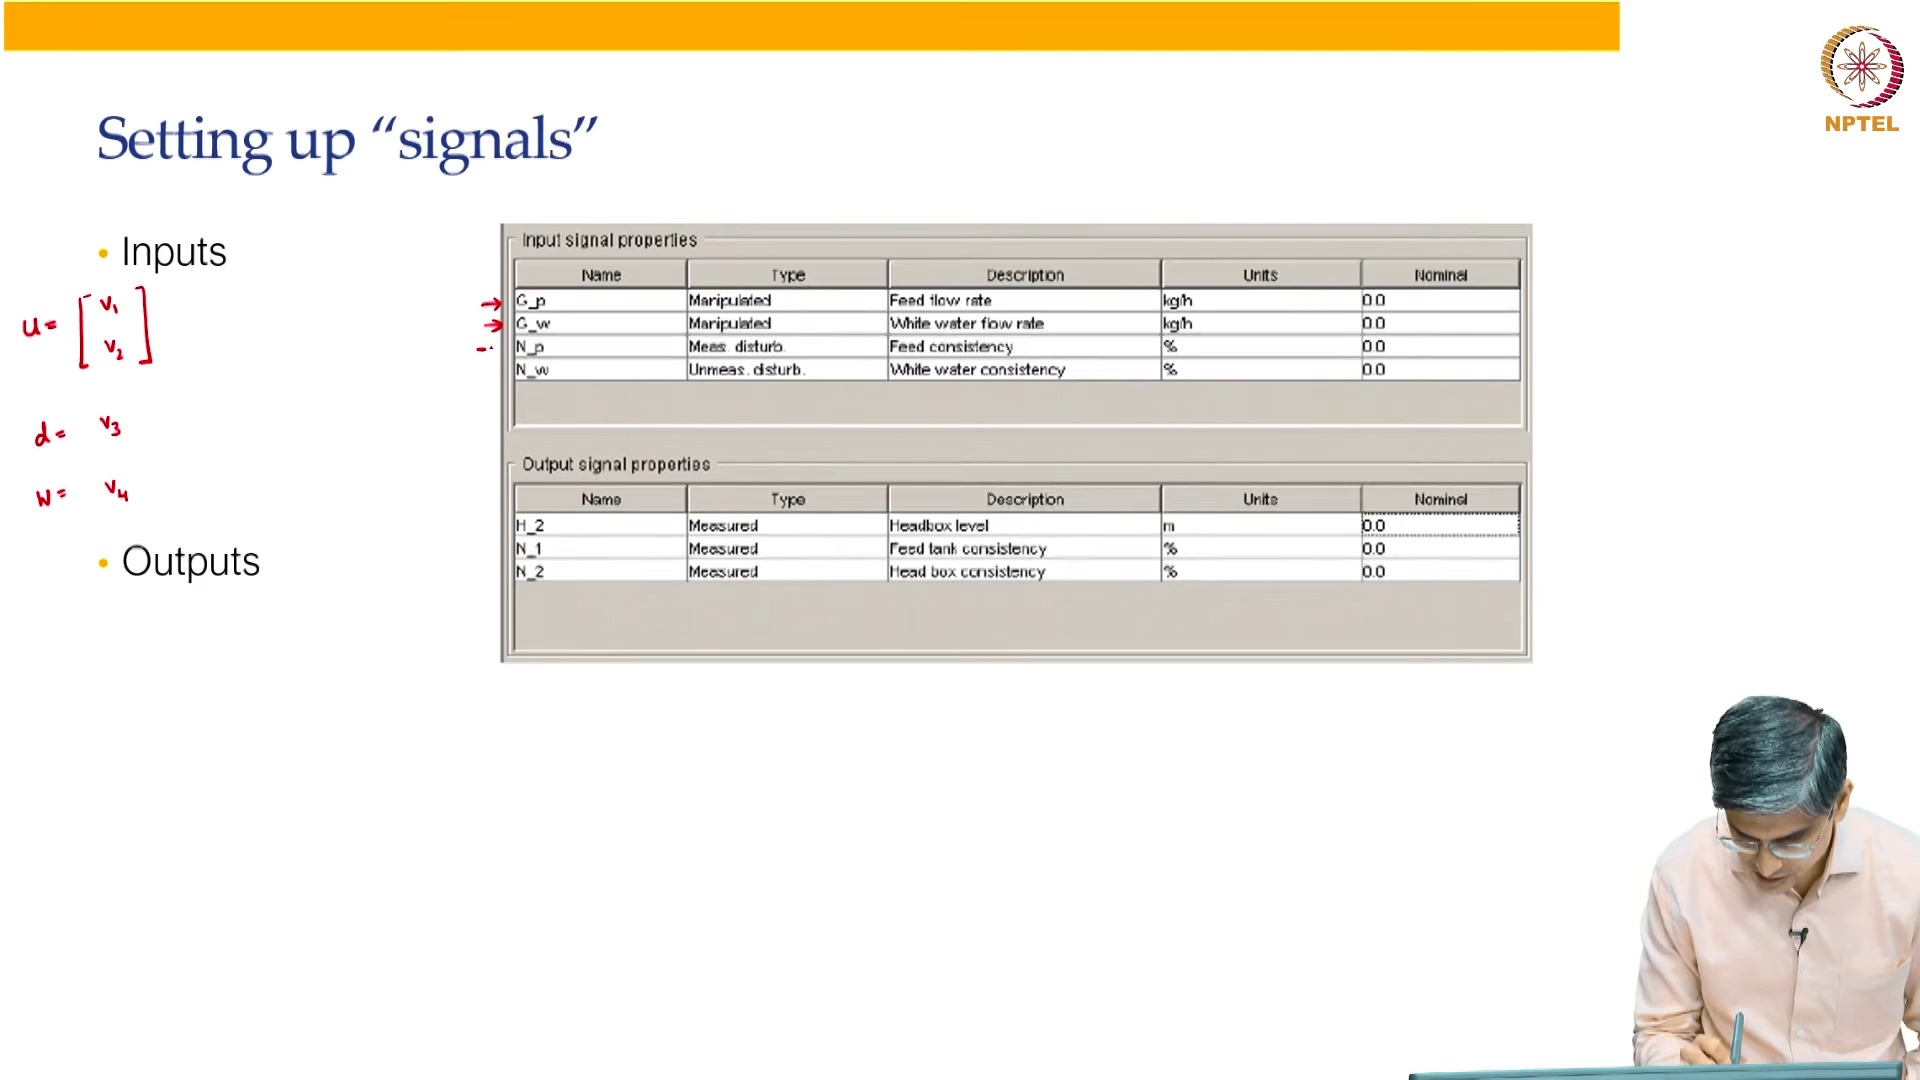 NPTEL
Setting up “signals”
• Inputs
u = [ v1
v2 ]
d = v3
w = v4
• Outputs
Input signal properties
Name Type Description Units Nominal
→ G_p Manipulated Feed flow rate kg/h 0.0
→ G_w Manipulated White water flow rate kg/h 0.0
N_p Meas. disturb. Feed consistency % 0.0
N_w Unmeas. disturb. White water consistency % 0.0
Output signal properties
Name Type Description Units Nominal
H_2 Measured Headbox level m 0.0
N_1 Measured Feed tank consistency % 0.0
N_2 Measured Head box consistency % 0.0